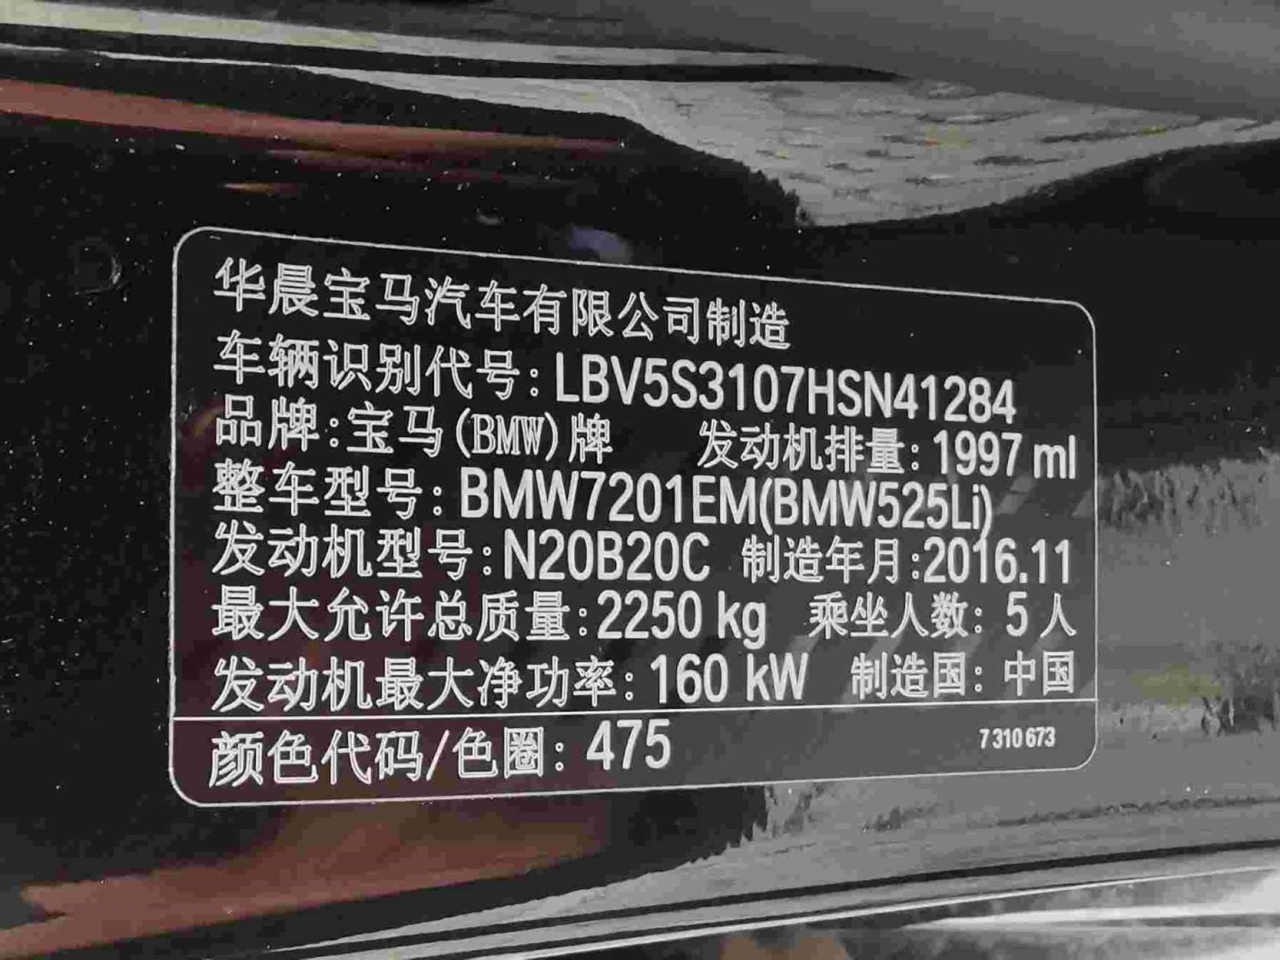 华晨宝马汽车有限公司制造
车辆识别代号: LBV5S3107HSN41284
品牌:宝马(BMW)牌 发动机排量: 1997 ml
整车型号: BMW7201EM(BMW525Li)
发动机型号: N20B20C 制造年月:2016.11
最大允许总质量:2250 kg 乘坐人数: 5 人
发动机最大净功率: 160 kW 制造国: 中国
颜色代码/色圈: 475 7 310 673